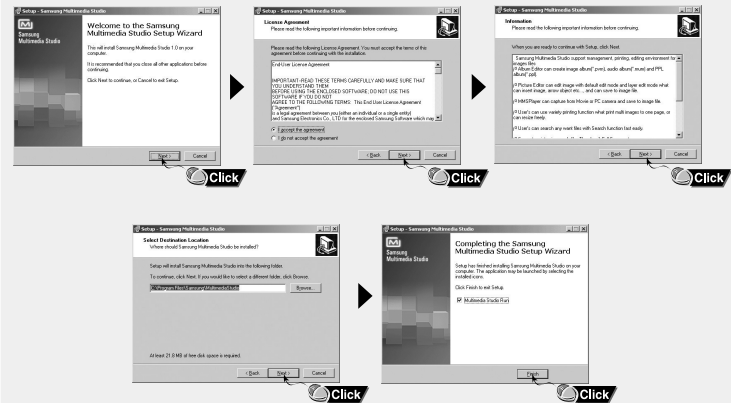 Setup - Samsung Multimedia Studio
Samsung
Multimedia Studio
Welcome to the Samsung
Multimedia Studio Setup Wizard
This will install Samsung Multimedia Studio 1.0 on your
computer.
It is recommended that you close all other applications before
continuing.
Click Next to continue, or Cancel to exit Setup.
Next >
Cancel
Click
Setup - Samsung Multimedia Studio
License Agreement
Please read the following important information before continuing.
Please read the following License Agreement. You must accept the terms of this
agreement before continuing with the installation.
End-User License Agreement
IMPORTANT-READ THESE TERMS CAREFULLY AND MAKE SURE THAT
YOU UNDERSTAND THEM
BEFORE USING THE ENCLOSED SOFTWARE; DO NOT USE THIS
SOFTWARE IF YOU DO NOT
AGREE TO THE FOLLOWING TERMS: This End User License Agreement
("Agreement")
is a legal agreement between you (either an individual or a single entity)
and Samsung Electronics Co., LTD for the enclosed Samsung Software which may
I accept the agreement
I do not accept the agreement
< Back
Next >
Cancel
Click
Setup - Samsung Multimedia Studio
Information
Please read the following important information before continuing.
When you are ready to continue with Setup, click Next
Samsung Multimedia Studio support management, printing, editing environment for
images files
Album Editor can create image album(*.pvm), audio album(*.mum) and PPL
album(*.ppl).
Picture Editor can edit image with default edit mode and layer edit mode what
can insert image, arrow object etc..., and can save to image file.
MMSPlayer can capture from Movie or PC camera and save to image file.
User's can use variety printing function what print multi images to one page, or
can resize freely.
User's can search any want files with Search function fast easily.
< Back
Next >
Cancel
Click
Setup - Samsung Multimedia Studio
Select Destination Location
Where should Samsung Multimedia Studio be installed?
Setup will install Samsung Multimedia Studio into the following folder.
To continue, click Next. If you would like to select a different folder, click Browse.
C:\Program Files\Samsung\MultimediaStudio
Browse...
At least 21.8 MB of free disk space is required.
< Back
Next >
Cancel
Click
Setup - Samsung Multimedia Studio
Samsung
Multimedia Studio
Completing the Samsung
Multimedia Studio Setup Wizard
Setup has finished installing Samsung Multimedia Studio on your
computer. The application may be launched by selecting the
installed icons.
Click Finish to exit Setup.
Multimedia Studio Run
Finish
Click